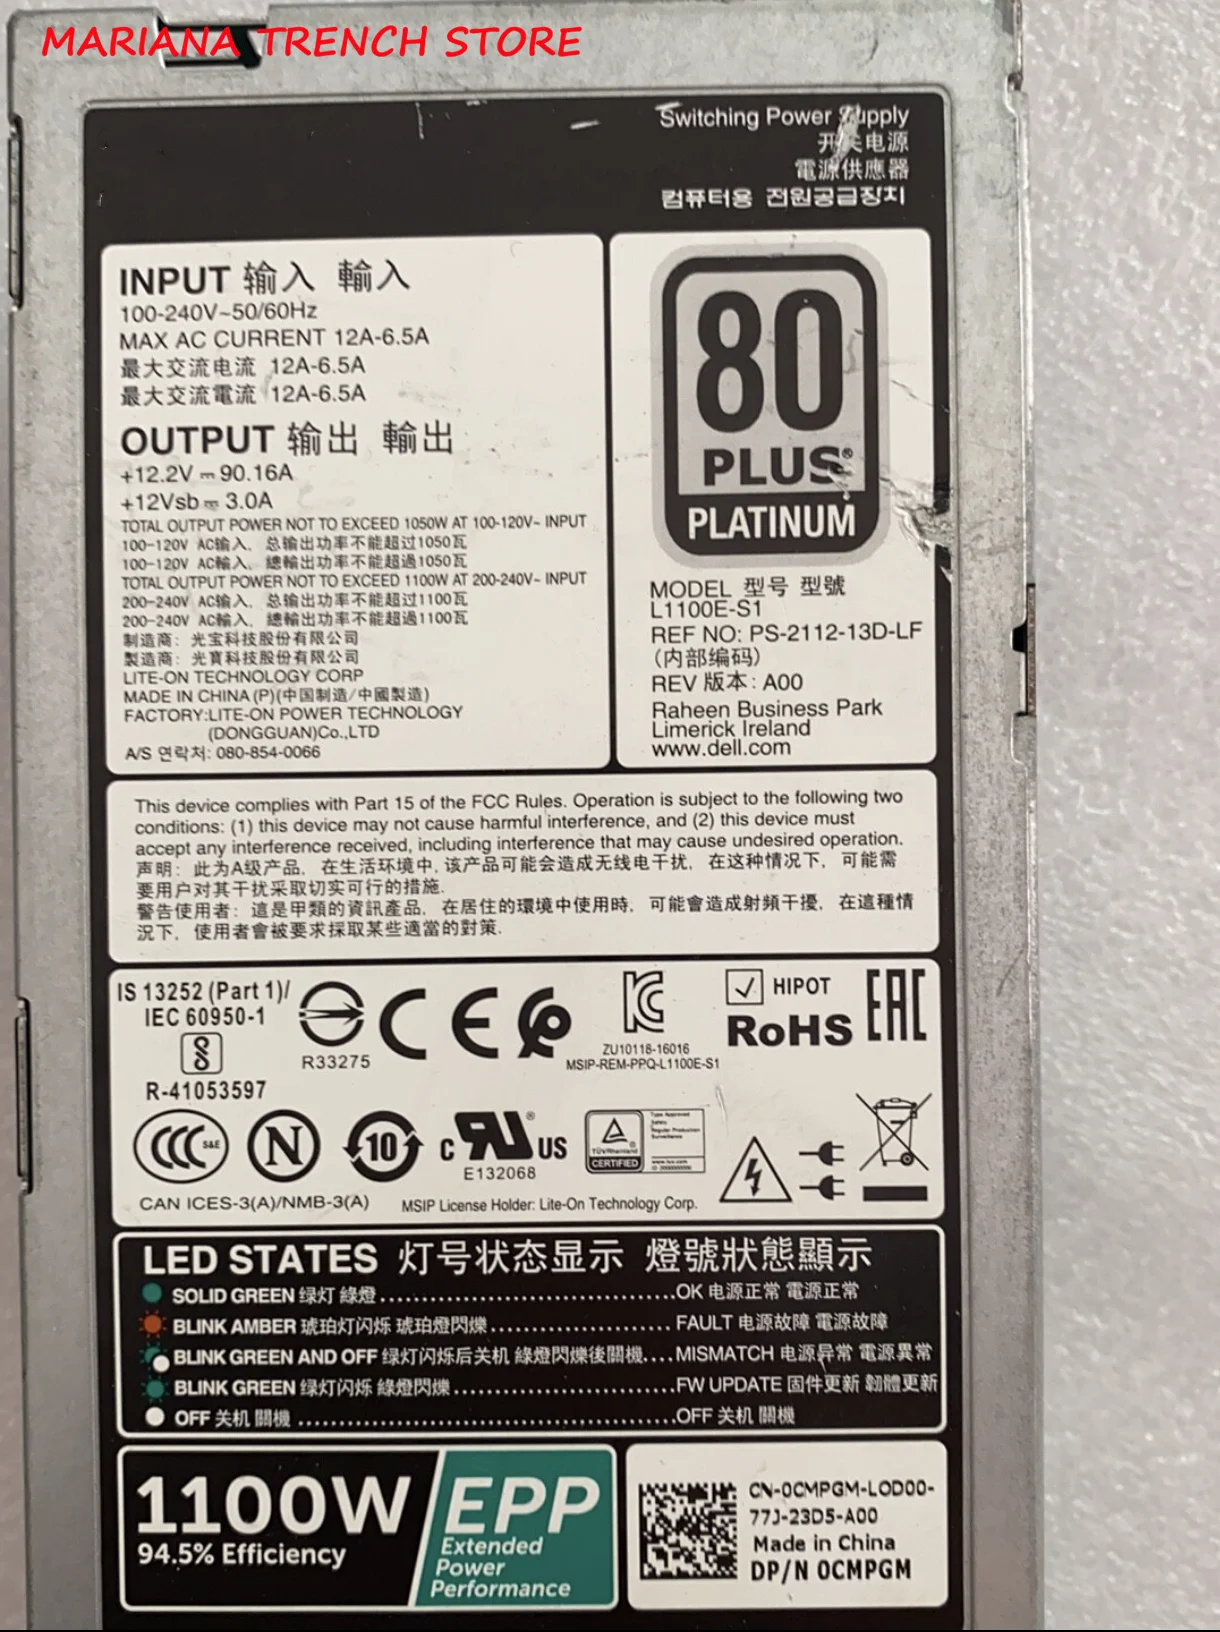 MARIANA TRENCH STORE
Switching Power Supply
开关电源
電源供應器
컴퓨터용 전원공급장치
INPUT 输入 輸入
100-240V~50/60Hz
MAX AC CURRENT 12A-6.5A
最大交流电流 12A-6.5A
最大交流電流 12A-6.5A
OUTPUT 输出 輸出
+12.2V ⎓ 90.16A
+12Vsb ⎓ 3.0A
TOTAL OUTPUT POWER NOT TO EXCEED 1050W AT 100-120V~ INPUT
100-120V AC输入, 总输出功率不能超过1050瓦
100-120V AC輸入, 總輸出功率不能超過1050瓦
TOTAL OUTPUT POWER NOT TO EXCEED 1100W AT 200-240V~ INPUT
200-240V AC输入, 总输出功率不能超过1100瓦
200-240V AC輸入, 總輸出功率不能超過1100瓦
制造商: 光宝科技股份有限公司
製造商: 光寶科技股份有限公司
LITE-ON TECHNOLOGY CORP
MADE IN CHINA (P)(中国制造/中國製造)
FACTORY:LITE-ON POWER TECHNOLOGY
(DONGGUAN)Co.,LTD
A/S 연락처: 080-854-0066
80
PLUS®
PLATINUM
MODEL 型号 型號
L1100E-S1
REF NO: PS-2112-13D-LF
(内部编码)
REV 版本: A00
Raheen Business Park
Limerick Ireland
www.dell.com
This device complies with Part 15 of the FCC Rules. Operation is subject to the following two
conditions: (1) this device may not cause harmful interference, and (2) this device must
accept any interference received, including interference that may cause undesired operation.
声明: 此为A级产品, 在生活环境中,该产品可能会造成无线电干扰, 在这种情况下, 可能需
要用户对其干扰采取切实可行的措施.
警告使用者: 這是甲類的資訊產品, 在居住的環境中使用時, 可能會造成射頻干擾, 在這種情
況下, 使用者會被要求採取某些適當的對策.
IS 13252 (Part 1)/
IEC 60950-1
R-41053597
R33275
CE
ZU10118-16016
MSIP-REM-PPQ-L1100E-S1
HIPOT
RoHS
EAC
CCC S&E
N
10
c RU US ®
E132068
TÜVRheinland
CERTIFIED
Type Approved
Safety
Regular Production
Surveillance
www.tuv.com
CAN ICES-3(A)/NMB-3(A)
MSIP License Holder: Lite-On Technology Corp.
LED STATES 灯号状态显示 燈號狀態顯示
SOLID GREEN 绿灯 綠燈........................................OK 电源正常 電源正常
BLINK AMBER 琥珀灯闪烁 琥珀燈閃爍........................ FAULT 电源故障 電源故障
BLINK GREEN AND OFF 绿灯闪烁后关机 綠燈閃爍後關機....MISMATCH 电源异常 電源異常
BLINK GREEN 绿灯闪烁 綠燈閃爍..............................FW UPDATE 固件更新 韌體更新
OFF 关机 關機 ..................................................OFF 关机 關機
1100W
94.5% Efficiency
EPP
Extended
Power
Performance
CN-0CMPGM-LOD00-
77J-23D5-A00
Made in China
DP/N 0CMPGM